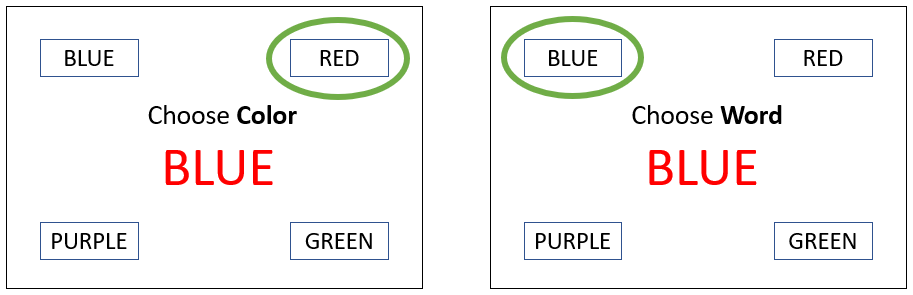 BLUE RED
Choose Color
BLUE
PURPLE GREEN
BLUE RED
Choose Word
BLUE
PURPLE GREEN